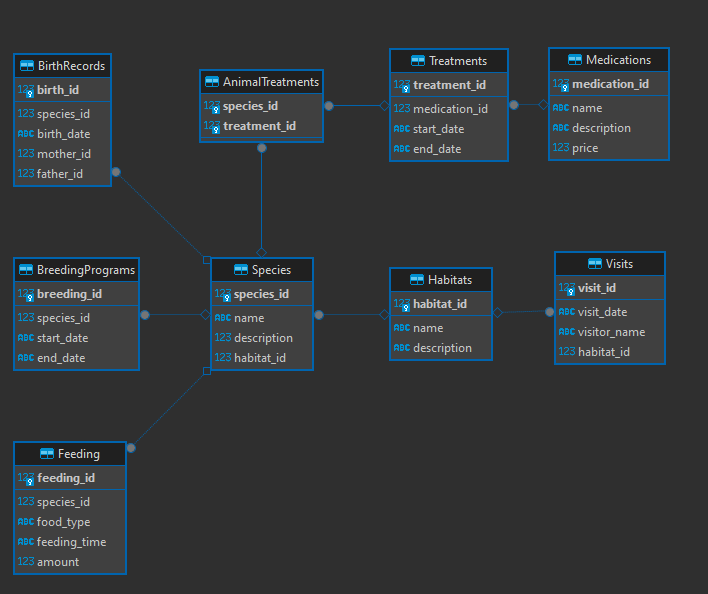 BirthRecords
123 birth_id
123 species_id
ABC birth_date
123 mother_id
123 father_id
AnimalTreatments
123 species_id
123 treatment_id
Treatments
123 treatment_id
123 medication_id
ABC start_date
ABC end_date
Medications
123 medication_id
ABC name
ABC description
123 price
BreedingPrograms
123 breeding_id
123 species_id
ABC start_date
ABC end_date
Species
123 species_id
ABC name
123 description
123 habitat_id
Habitats
123 habitat_id
ABC name
ABC description
Visits
123 visit_id
ABC visit_date
ABC visitor_name
123 habitat_id
Feeding
123 feeding_id
123 species_id
ABC food_type
ABC feeding_time
123 amount